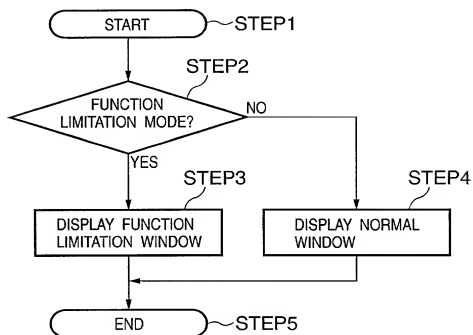 START
STEP1
STEP2
FUNCTION
LIMITATION MODE?
NO
YES
STEP3
STEP4
DISPLAY FUNCTION
LIMITATION WINDOW
DISPLAY NORMAL
WINDOW
END
STEP5